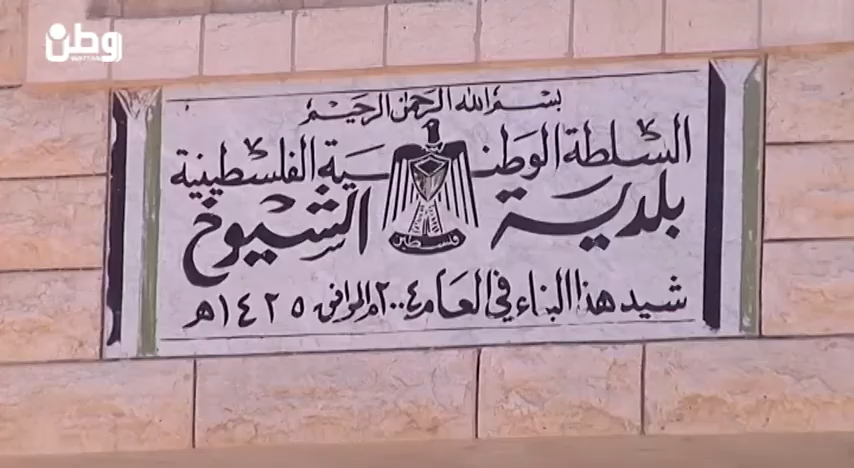 وطن
WATTAN
بسم الله الرحمن الرحيم
السلطة الوطنية الفلسطينية
بلدية الشيوخ
فلسطين
شيد هذا البناء في العام ٢٠٠٤م الموافق ١٤٢٥هـ